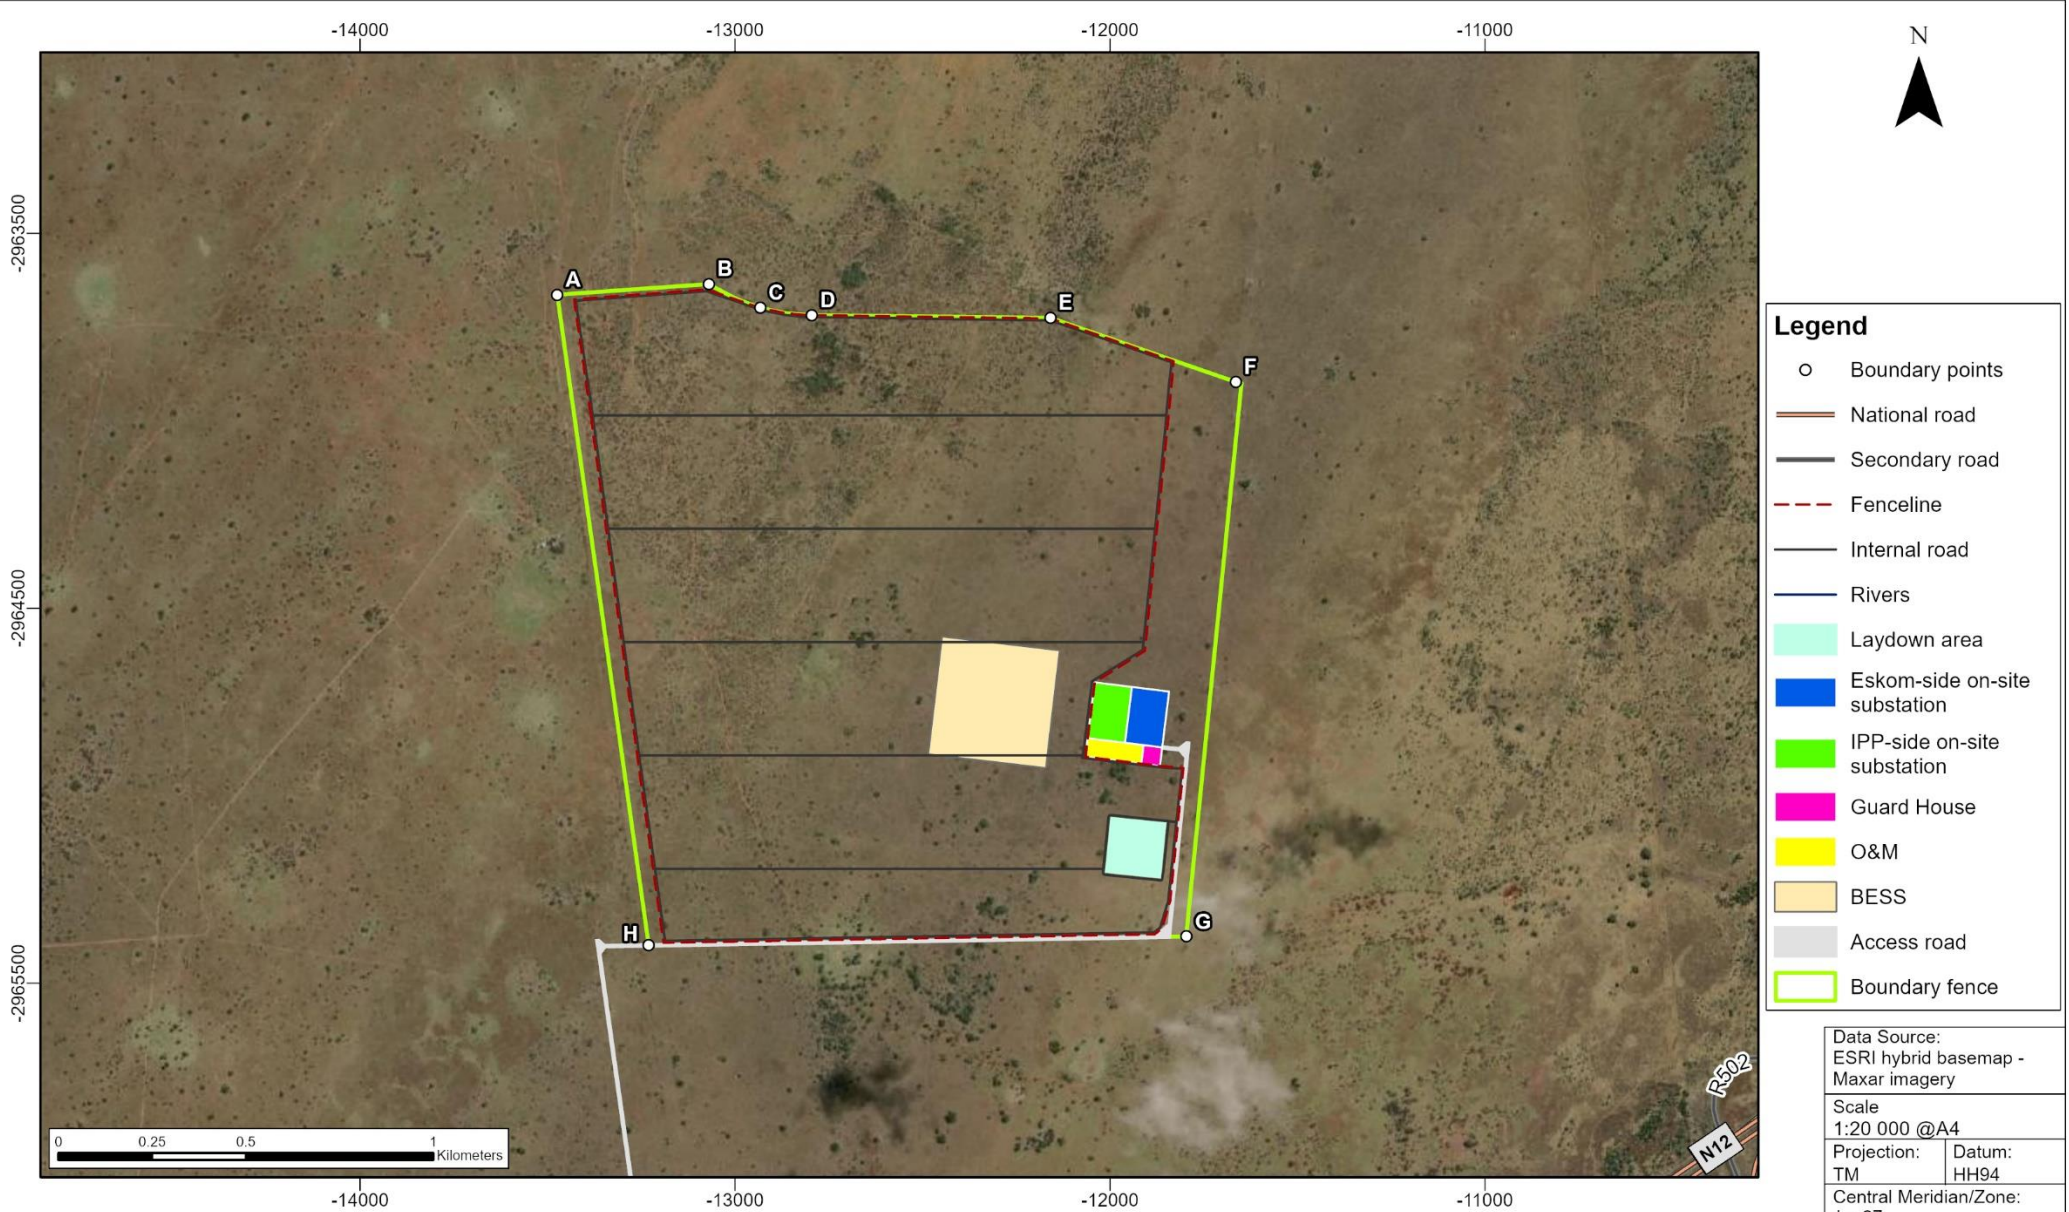 -14000
-13000
-12000
-11000
N
-2963500
-2964500
-2965500
A
B
C
D
E
F
G
H
R502
N12
0
0.25
0.5
1
Kilometers
-14000
-13000
-12000
-11000
Legend
Boundary points
National road
Secondary road
Fenceline
Internal road
Rivers
Laydown area
Eskom-side on-site
substation
IPP-side on-site
substation
Guard House
O&M
BESS
Access road
Boundary fence
Data Source:
ESRI hybrid basemap -
Maxar imagery
Scale
1:20 000 @A4
Projection:
TM
Datum:
HH94
Central Meridian/Zone: